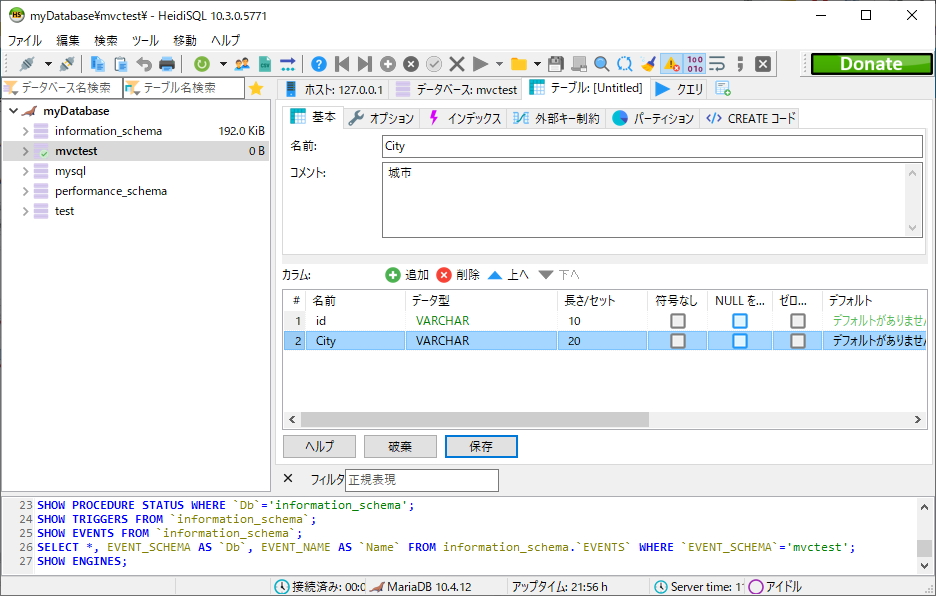 myDatabase¥mvctest¥ - HeidiSQL 10.3.0.5771
ファイル 編集 検索 ツール 移動 ヘルプ
Donate
データベース名検索 テーブル名検索
ホスト: 127.0.0.1 データベース: mvctest テーブル: [Untitled] クエリ
myDatabase
information_schema 192.0 KiB
mvctest 0 B
mysql
performance_schema
test
基本 オプション インデックス 外部キー制約 パーティション CREATE コード
名前: City
コメント: 城市
カラム: 追加 削除 上へ 下へ
# 名前 データ型 長さ/セット 符号なし NULL を... ゼロ... デフォルト
1 id VARCHAR 10 デフォルトがありませ
2 City VARCHAR 20 デフォルトがありませ
ヘルプ 破棄 保存
フィルタ 正規表現
23 SHOW PROCEDURE STATUS WHERE `Db`='information_schema';
24 SHOW TRIGGERS FROM `information_schema`;
25 SHOW EVENTS FROM `information_schema`;
26 SELECT *, EVENT_SCHEMA AS `Db`, EVENT_NAME AS `Name` FROM information_schema.`EVENTS` WHERE `EVENT_SCHEMA`='mvctest';
27 SHOW ENGINES;
接続済み: 00:0 MariaDB 10.4.12 アップタイム: 21:56 h Server time: 1 アイドル